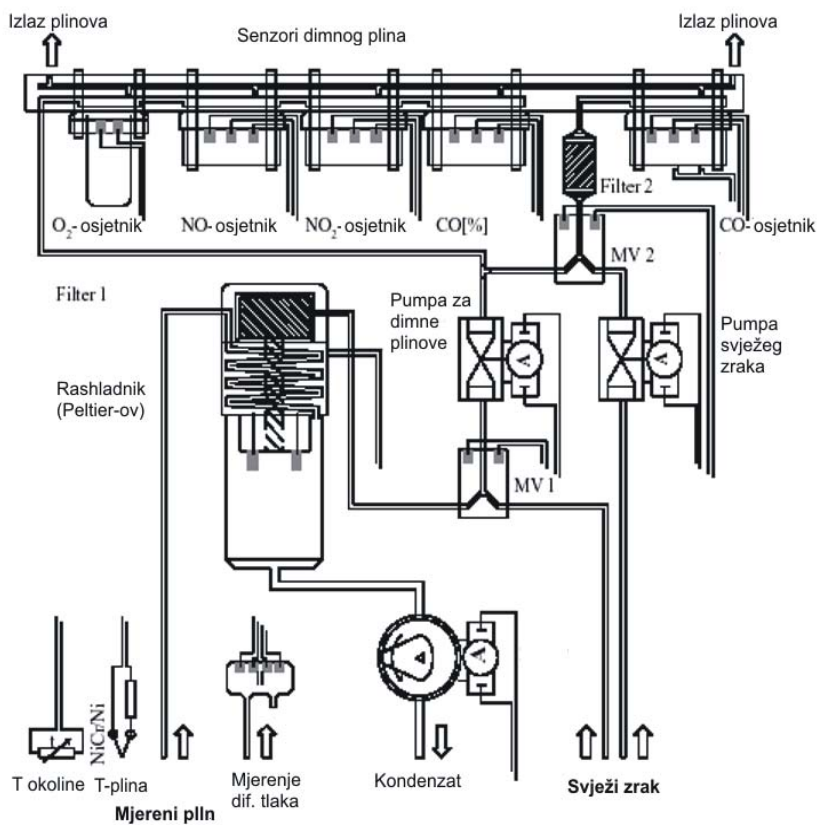 Izlaz plinova
Senzori dimnog plina
Izlaz plinova
O2- osjetnik
NO- osjetnik
NO2- osjetnik
CO[%]
Filter 2
CO- osjetnik
MV 2
Filter 1
Pumpa za
dimne
plinove
A
A
Pumpa
svježeg
zraka
Rashladnik
(Peltier-ov)
MV 1
A
NiCr/Ni
T okoline
T-plina
Mjereni plln
Mjerenje
dif. tlaka
Kondenzat
Svježi zrak